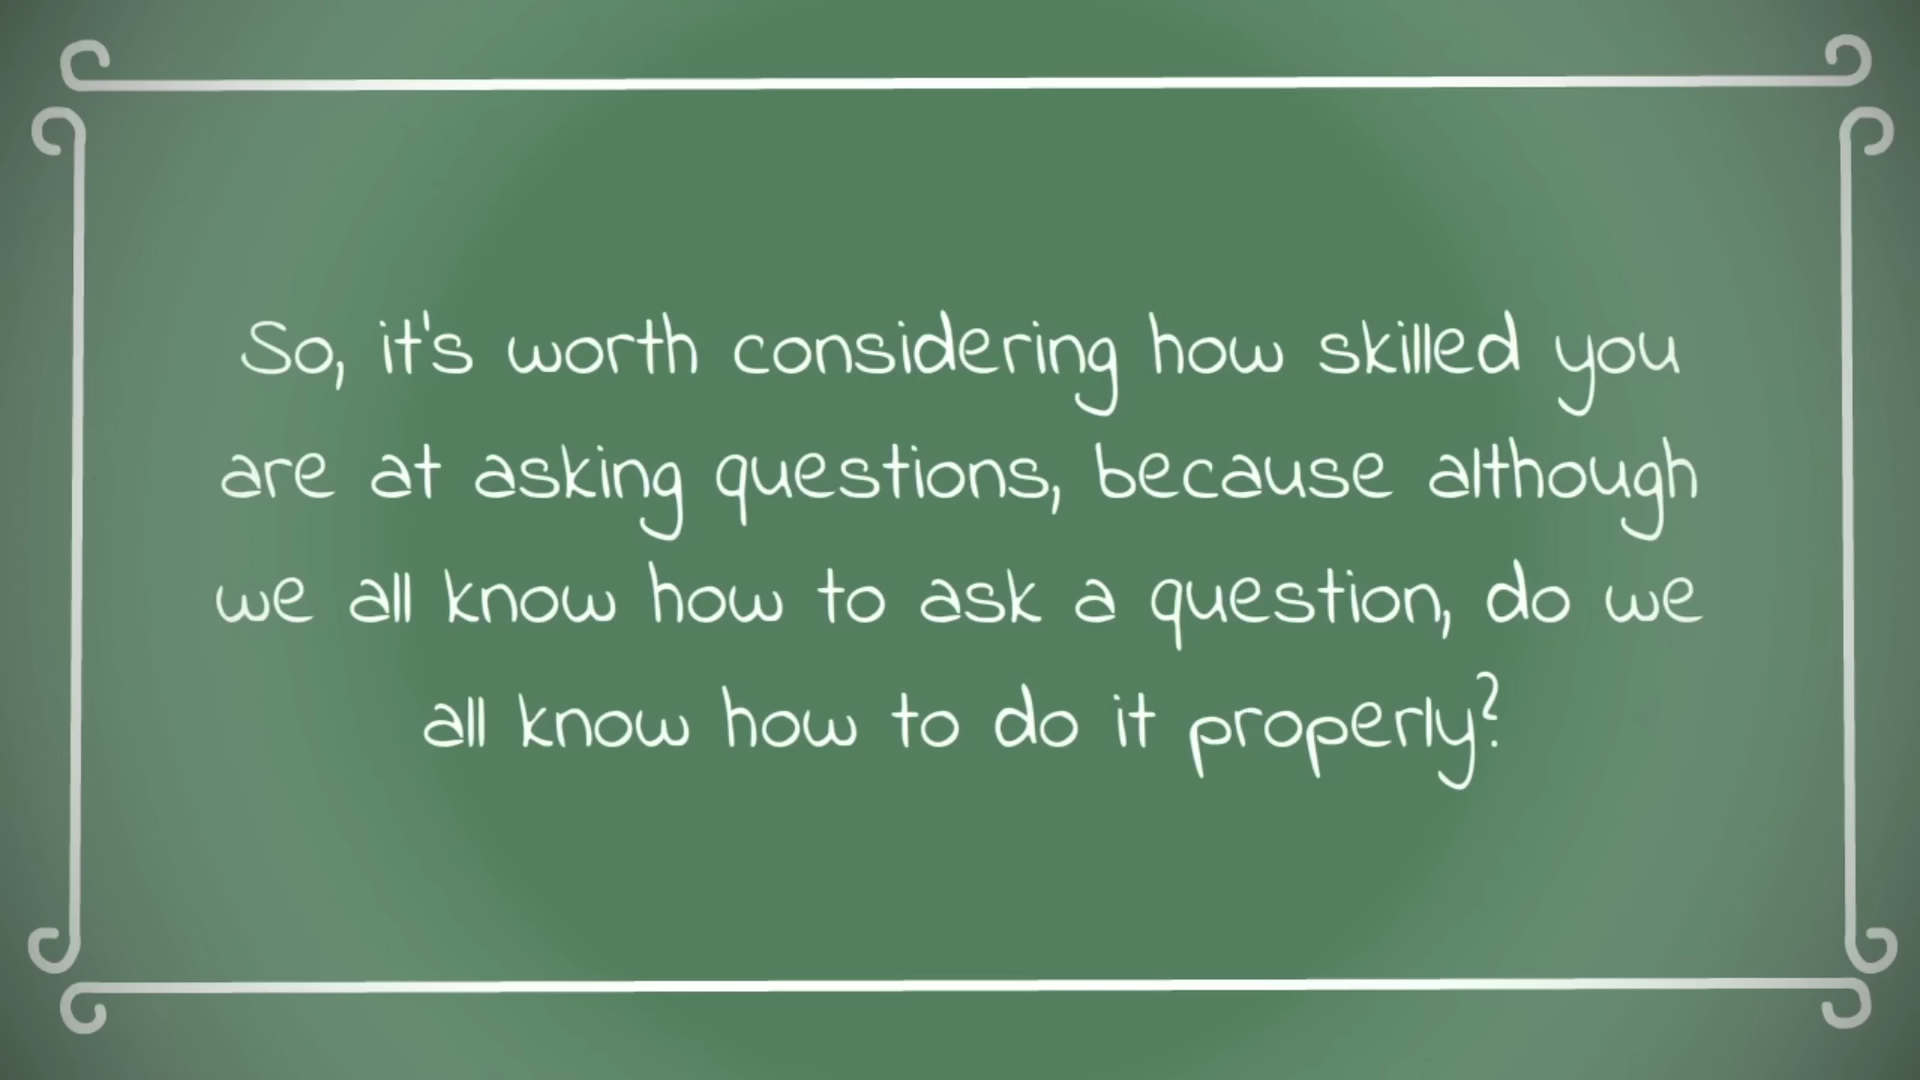 So, it's worth considering how skilled you
are at asking questions, because although
we all know how to ask a question, do we
all know how to do it properly?